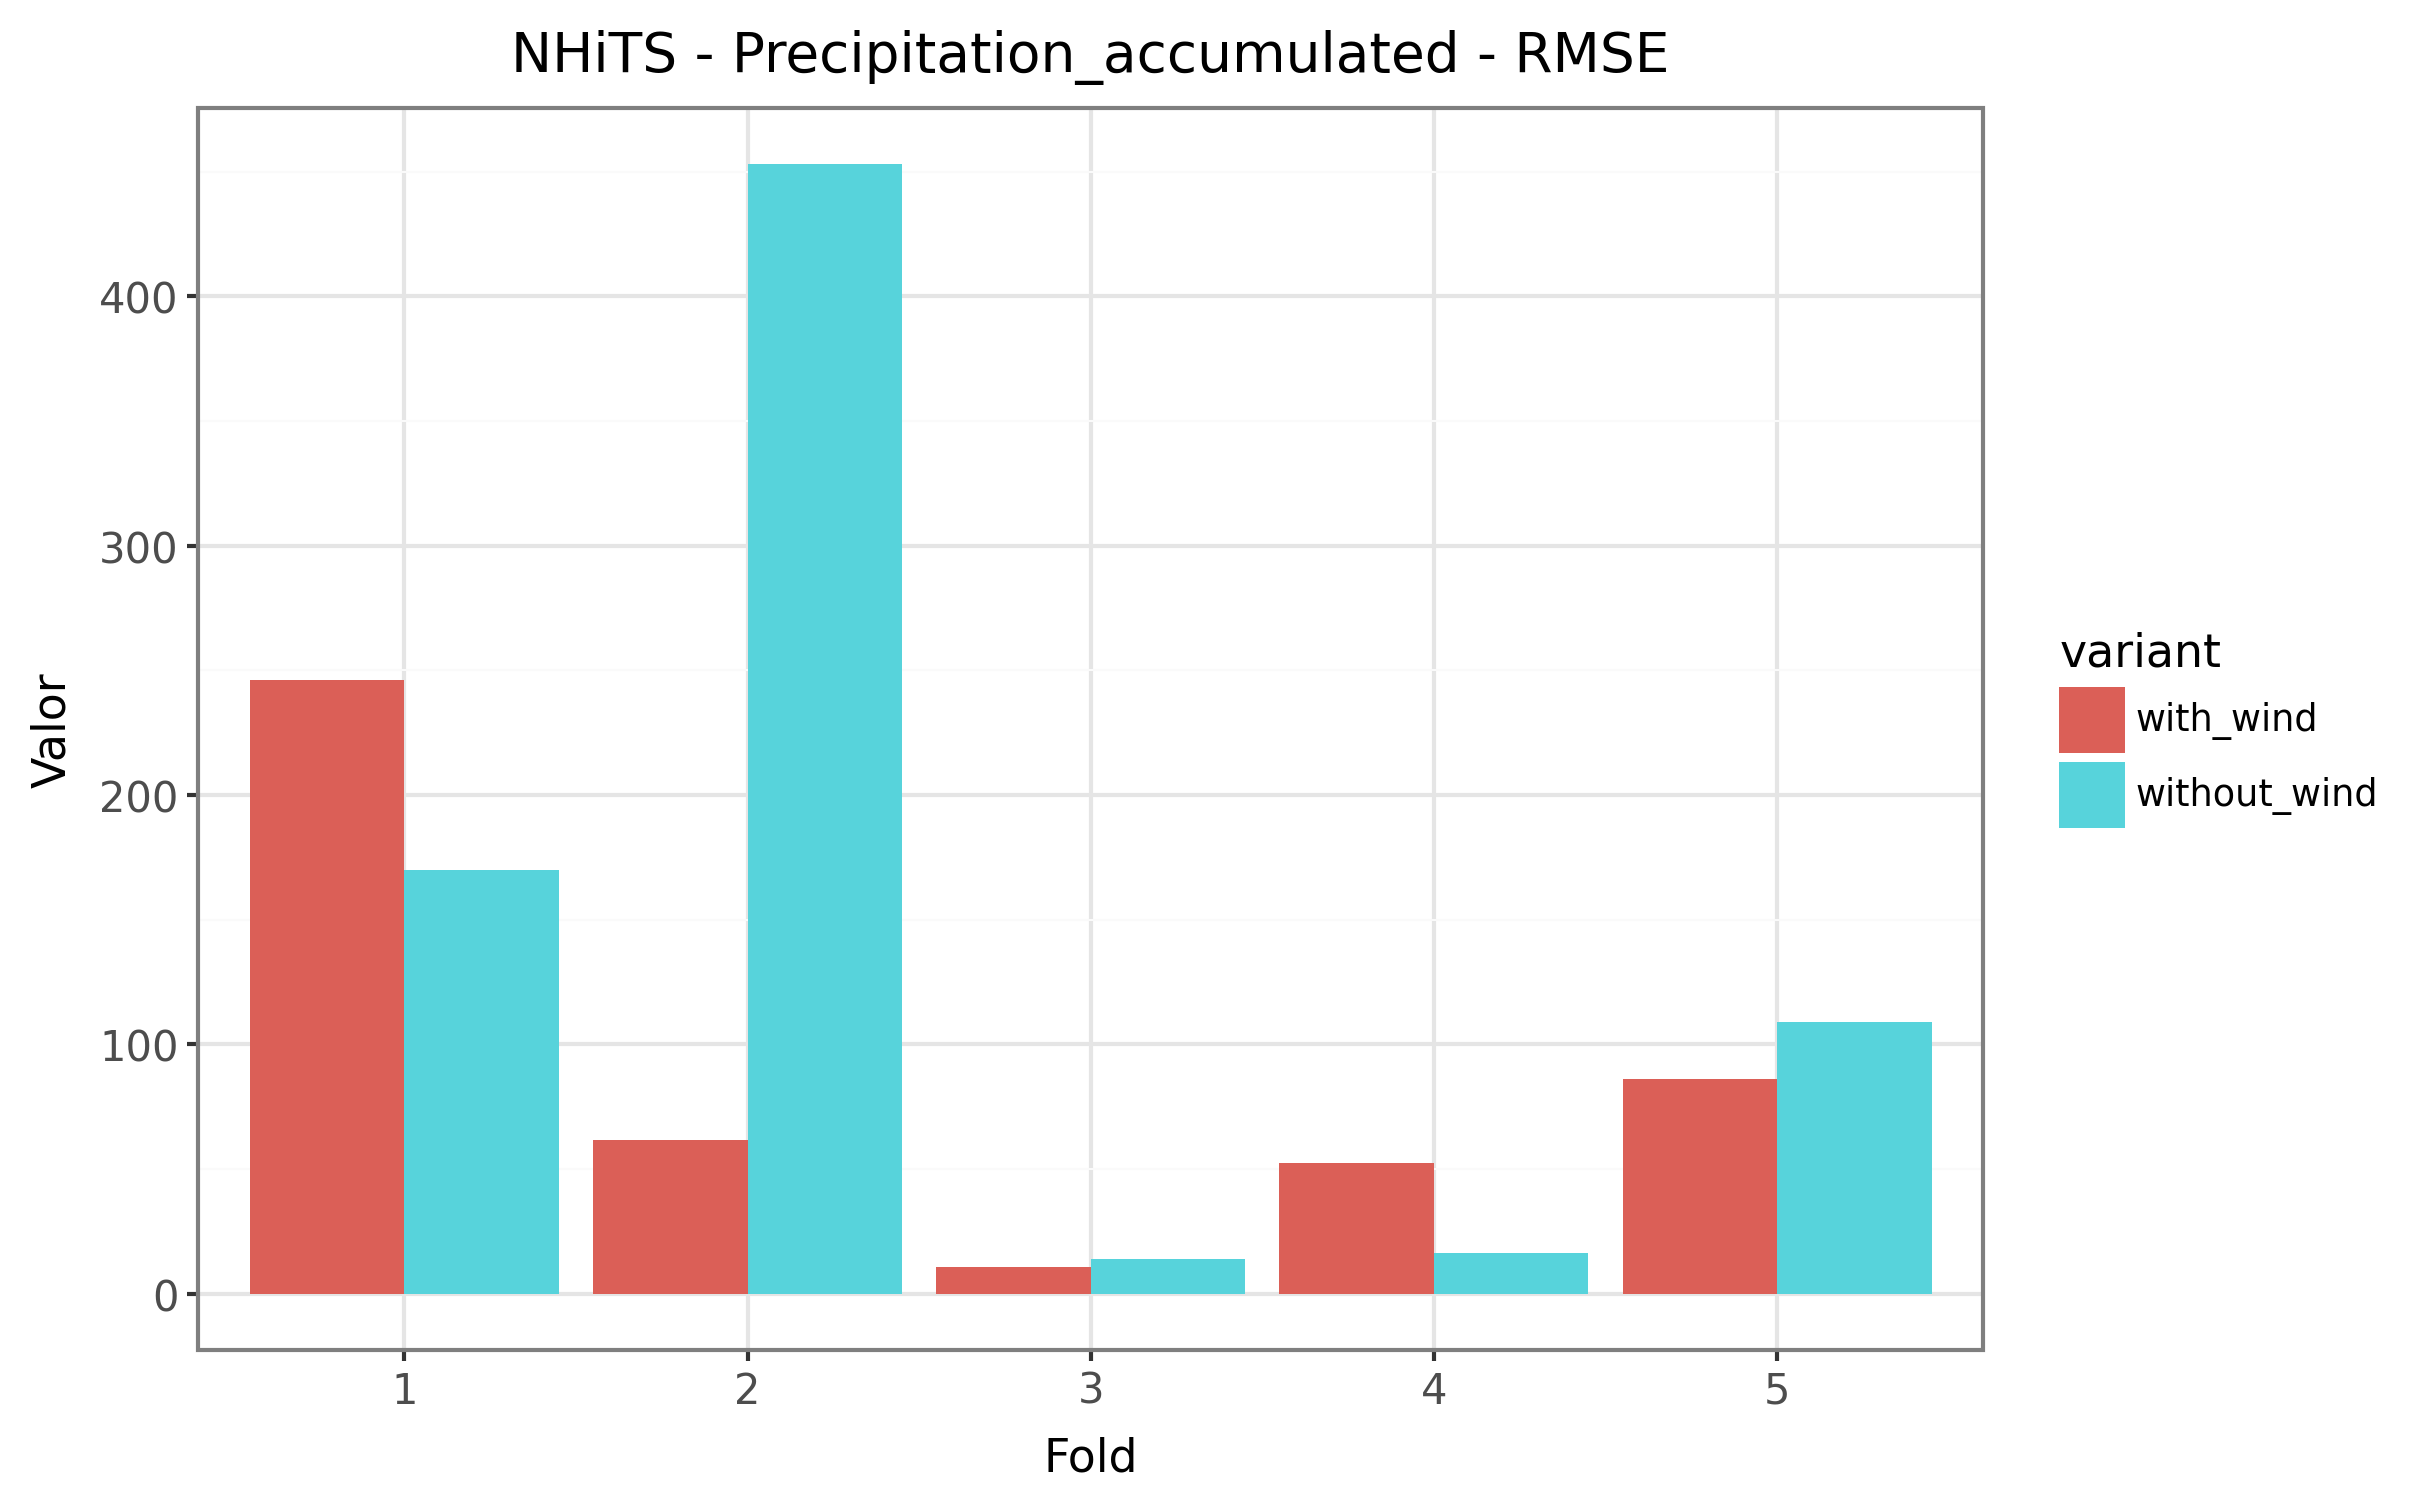 NHiTS - Precipitation_accumulated - RMSE
400
300
200
100
0
Valor
1 2 3 4 5
Fold
variant
with_wind
without_wind